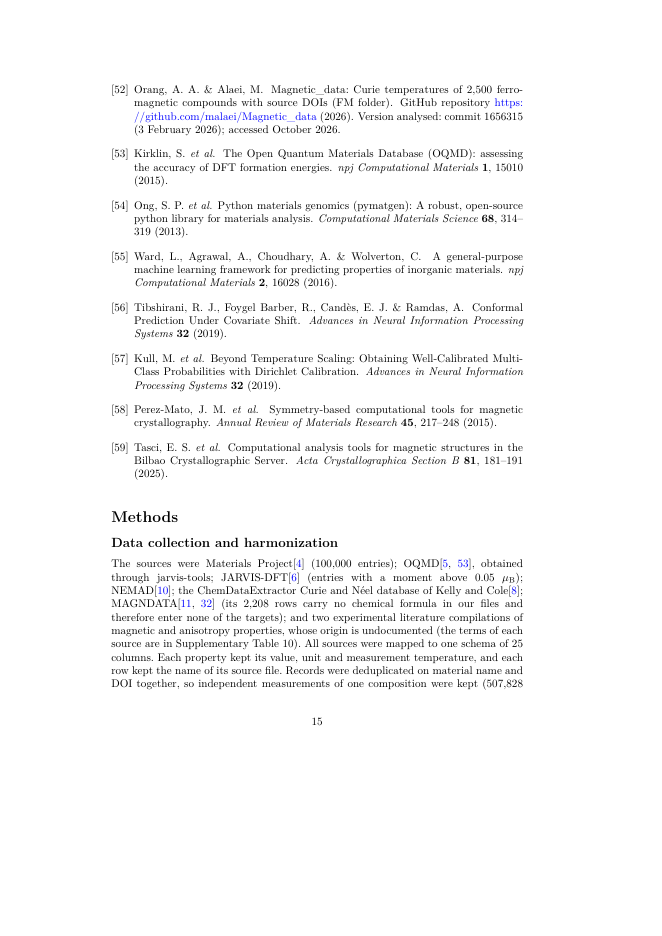 [52] Orang, A. A. & Alaei, M. Magnetic_data: Curie temperatures of 2,500 ferro-
magnetic compounds with source DOIs (FM folder). GitHub repository https:
//github.com/malaei/Magnetic_data (2026). Version analysed: commit 1656315
(3 February 2026); accessed October 2026.
[53] Kirklin, S. et al. The Open Quantum Materials Database (OQMD): assessing
the accuracy of DFT formation energies. npj Computational Materials 1, 15010
(2015).
[54] Ong, S. P. et al. Python materials genomics (pymatgen): A robust, open-source
python library for materials analysis. Computational Materials Science 68, 314–
319 (2013).
[55] Ward, L., Agrawal, A., Choudhary, A. & Wolverton, C. A general-purpose
machine learning framework for predicting properties of inorganic materials. npj
Computational Materials 2, 16028 (2016).
[56] Tibshirani, R. J., Foygel Barber, R., Candès, E. J. & Ramdas, A. Conformal
Prediction Under Covariate Shift. Advances in Neural Information Processing
Systems 32 (2019).
[57] Kull, M. et al. Beyond Temperature Scaling: Obtaining Well-Calibrated Multi-
Class Probabilities with Dirichlet Calibration. Advances in Neural Information
Processing Systems 32 (2019).
[58] Perez-Mato, J. M. et al. Symmetry-based computational tools for magnetic
crystallography. Annual Review of Materials Research 45, 217–248 (2015).
[59] Tasci, E. S. et al. Computational analysis tools for magnetic structures in the
Bilbao Crystallographic Server. Acta Crystallographica Section B 81, 181–191
(2025).
Methods
Data collection and harmonization
The sources were Materials Project[4] (100,000 entries); OQMD[5, 53], obtained
through jarvis-tools; JARVIS-DFT[6] (entries with a moment above 0.05 μB);
NEMAD[10]; the ChemDataExtractor Curie and Néel database of Kelly and Cole[8];
MAGNDATA[11, 32] (its 2,208 rows carry no chemical formula in our files and
therefore enter none of the targets); and two experimental literature compilations of
magnetic and anisotropy properties, whose origin is undocumented (the terms of each
source are in Supplementary Table 10). All sources were mapped to one schema of 25
columns. Each property kept its value, unit and measurement temperature, and each
row kept the name of its source file. Records were deduplicated on material name and
DOI together, so independent measurements of one composition were kept (507,828
15